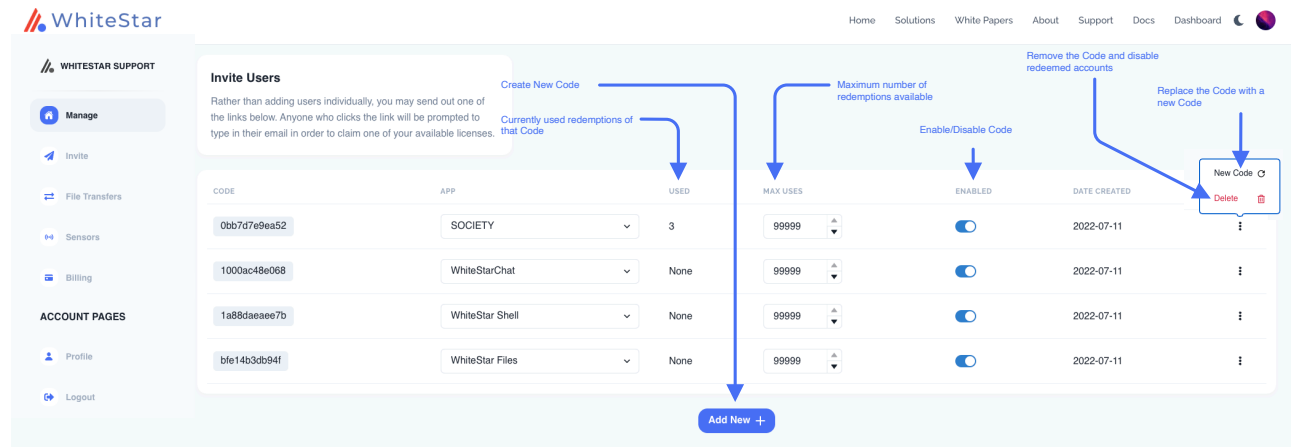 WhiteStar
Home Solutions White Papers About Support Docs Dashboard
WHITESTAR SUPPORT
Manage
Invite
File Transfers
Sensors
Billing
ACCOUNT PAGES
Profile
Logout
Invite Users
Rather than adding users individually, you may send out one of
the links below. Anyone who clicks the link will be prompted to
type in their email in order to claim one of your available licenses.
Create New Code
Currently used redemptions of
that Code
Maximum number of
redemptions available
Enable/Disable Code
Remove the Code and disable
redeemed accounts
Replace the Code with a
new Code
New Code
Delete
CODE APP USED MAX USES ENABLED DATE CREATED
0bb7d7e9ea52 SOCIETY 3 99999 2022-07-11
1000ac48e068 WhiteStarChat None 99999 2022-07-11
1a88daeaee7b WhiteStar Shell None 99999 2022-07-11
bfe14b3db94f WhiteStar Files None 99999 2022-07-11
Add New +